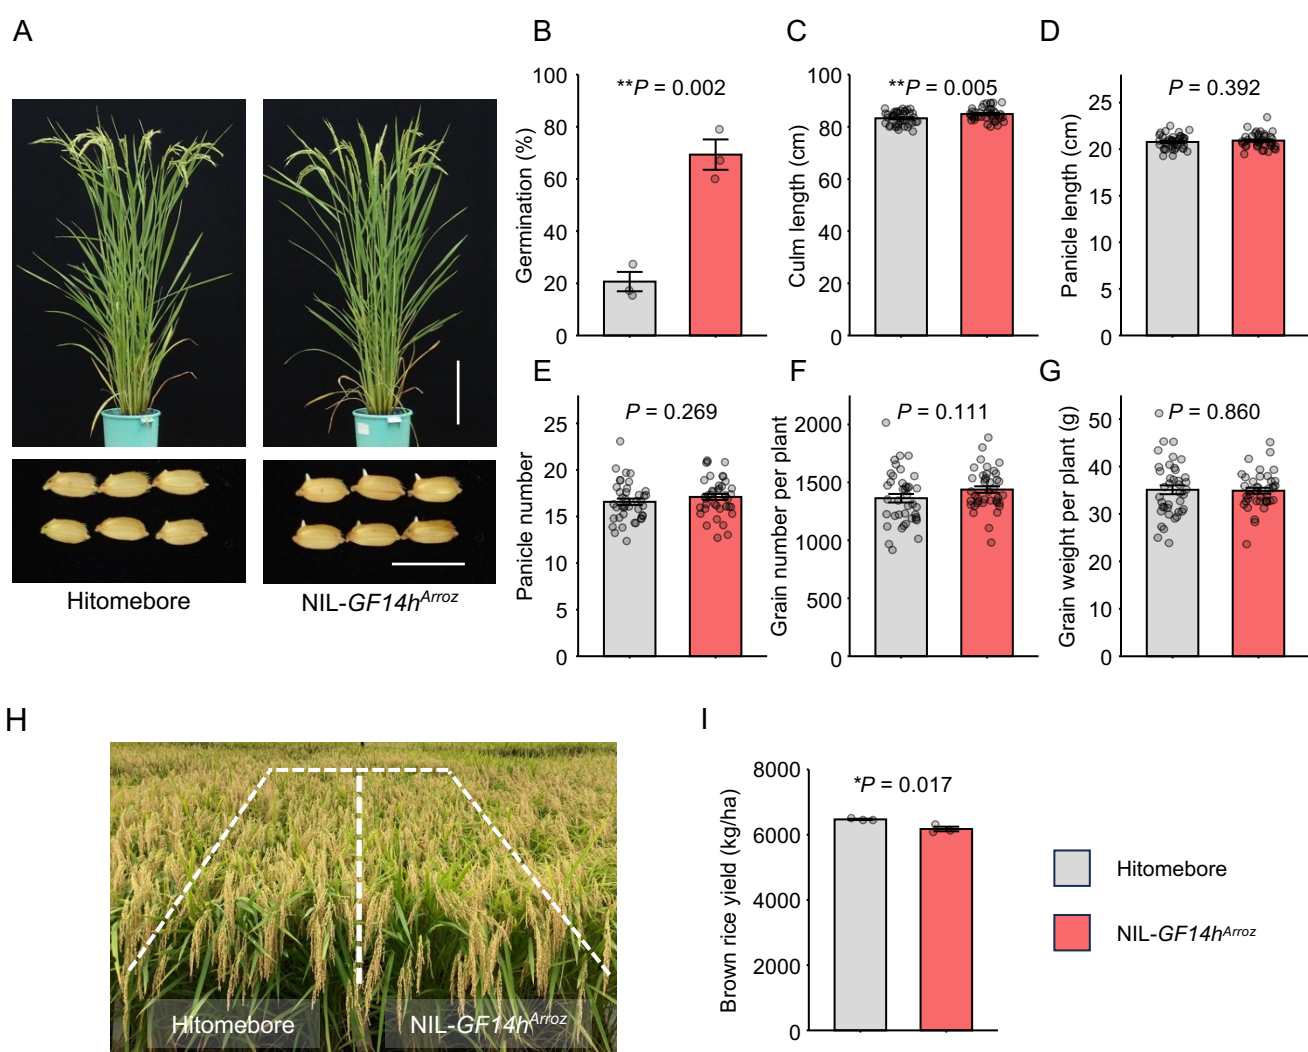 A
Hitomebore
NIL-GF14hArroz
B
Germination (%)
100
80
60
40
20
0
**P = 0.002
C
Culm length (cm)
100
80
60
40
20
0
**P = 0.005
D
Panicle length (cm)
25
20
15
10
5
0
P = 0.392
E
Panicle number
25
20
15
10
5
0
P = 0.269
F
Grain number per plant
2000
1500
1000
500
0
P = 0.111
G
Grain weight per plant (g)
50
40
30
20
10
0
P = 0.860
H
Hitomebore
NIL-GF14hArroz
I
Brown rice yield (kg/ha)
8000
6000
4000
2000
0
*P = 0.017
Hitomebore
NIL-GF14hArroz